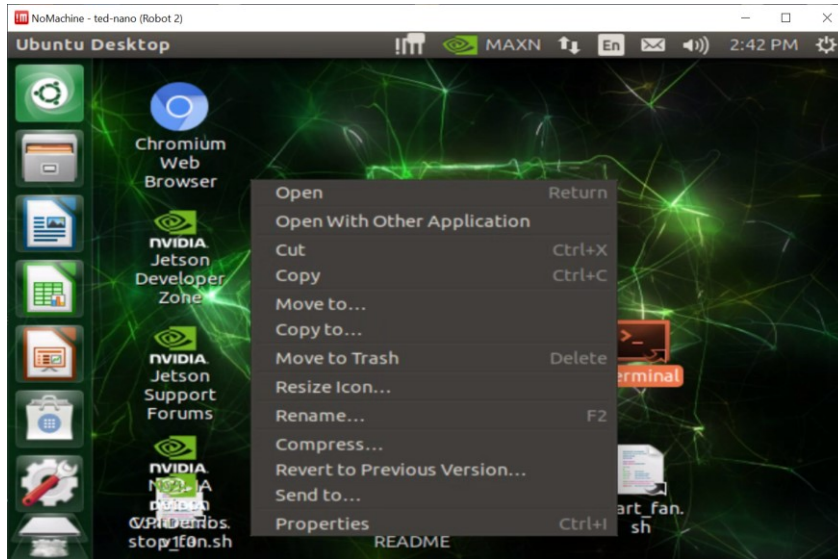 NoMachine - ted-nano (Robot 2)
Ubuntu Desktop
MAXN
En
2:42 PM
Chromium
Web
Browser
NVIDIA.
Jetson
Developer
Zone
NVIDIA.
Jetson
Support
Forums
NVIDIA.
stop_fan.sh
Open Return
Open With Other Application
Cut Ctrl+X
Copy Ctrl+C
Move to...
Copy to...
Move to Trash Delete
Resize Icon...
Rename... F2
Compress...
Revert to Previous Version...
Send to...
Properties Ctrl+I
README
erminal
art_fan.
sh